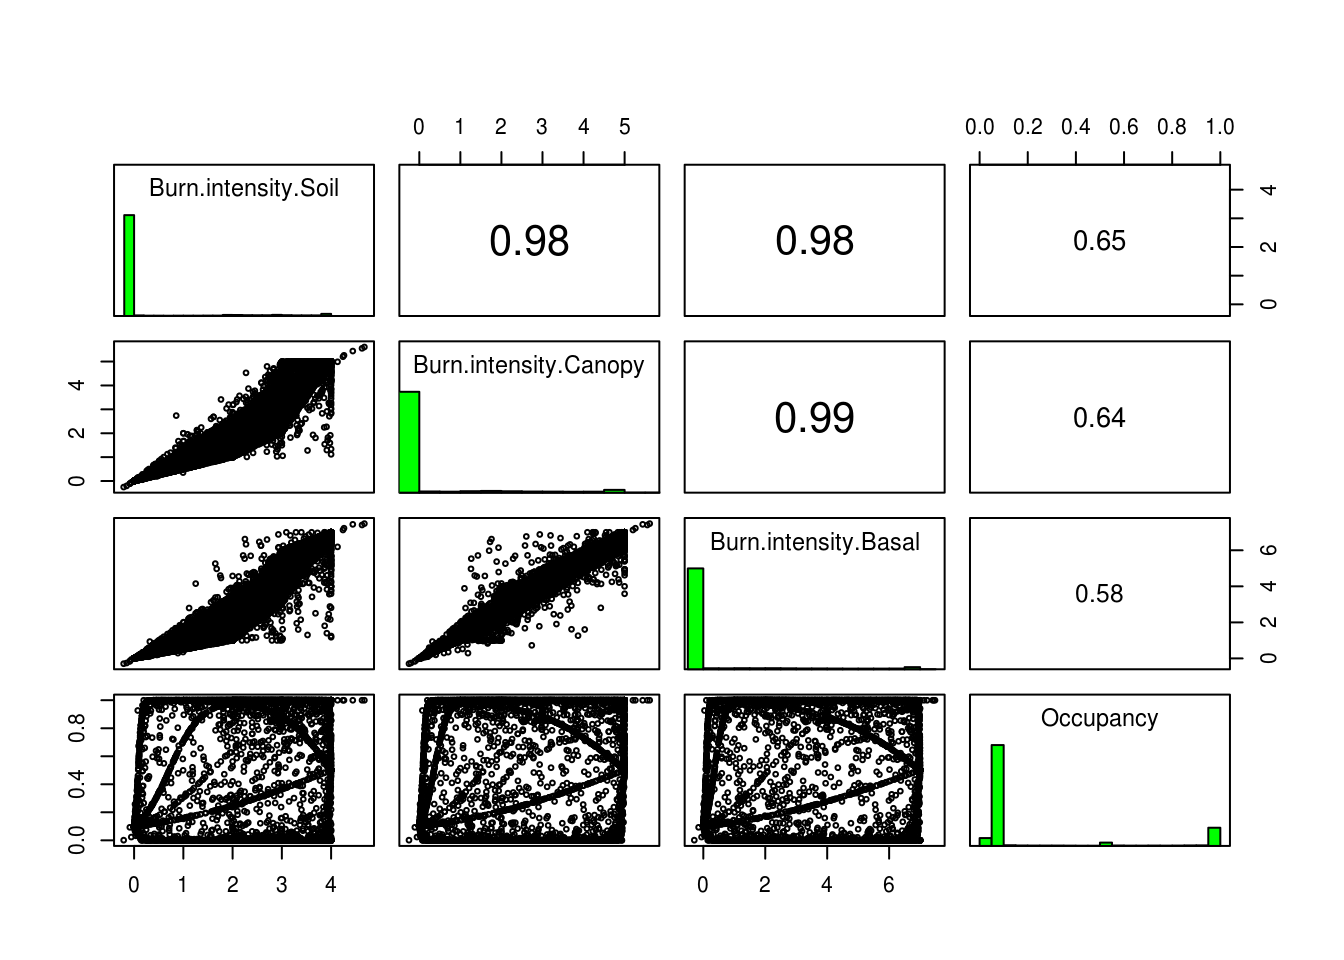 0 1 2 3 4 5
0.0 0.2 0.4 0.6 0.8 1.0
Burn.intensity.Soil
0.98
0.98
0.65
0 2 4
Burn.intensity.Canopy
0.99
0.64
0 2 4
Burn.intensity.Basal
0.58
0 2 4 6
Occupancy
0.0 0.4 0.8
0 1 2 3 4
0 2 4 6